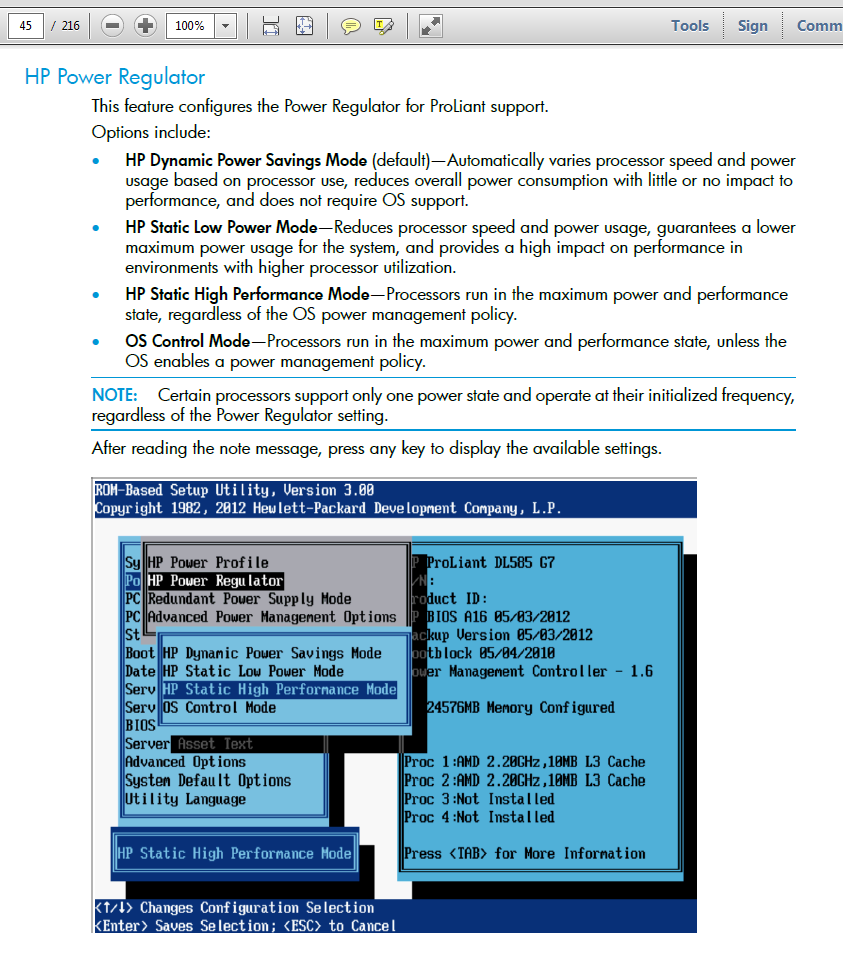 45 / 216 100% Tools Sign Comm
HP Power Regulator
This feature configures the Power Regulator for ProLiant support.
Options include:
• HP Dynamic Power Savings Mode (default)—Automatically varies processor speed and power
usage based on processor use, reduces overall power consumption with little or no impact to
performance, and does not require OS support.
• HP Static Low Power Mode—Reduces processor speed and power usage, guarantees a lower
maximum power usage for the system, and provides a high impact on performance in
environments with higher processor utilization.
• HP Static High Performance Mode—Processors run in the maximum power and performance
state, regardless of the OS power management policy.
• OS Control Mode—Processors run in the maximum power and performance state, unless the
OS enables a power management policy.
NOTE: Certain processors support only one power state and operate at their initialized frequency,
regardless of the Power Regulator setting.
After reading the note message, press any key to display the available settings.
ROM-Based Setup Utility, Version 3.00
Copyright 1982, 2012 Hewlett-Packard Development Company, L.P.
Sy HP Power Profile P ProLiant DL585 G7
Po HP Power Regulator /N:
PC Redundant Power Supply Mode roduct ID:
PC Advanced Power Management Options P BIOS A16 05/03/2012
St ackup Version 05/03/2012
Boot HP Dynamic Power Savings Mode ootblock 05/04/2010
Date HP Static Low Power Mode ower Management Controller - 1.6
Serv HP Static High Performance Mode
Serv OS Control Mode 24576MB Memory Configured
BIOS
Server Asset Text
Advanced Options Proc 1:AMD 2.20GHz,10MB L3 Cache
System Default Options Proc 2:AMD 2.20GHz,10MB L3 Cache
Utility Language Proc 3:Not Installed
Proc 4:Not Installed
HP Static High Performance Mode Press <TAB> for More Information
<↑/↓> Changes Configuration Selection
<Enter> Saves Selection; <ESC> to Cancel